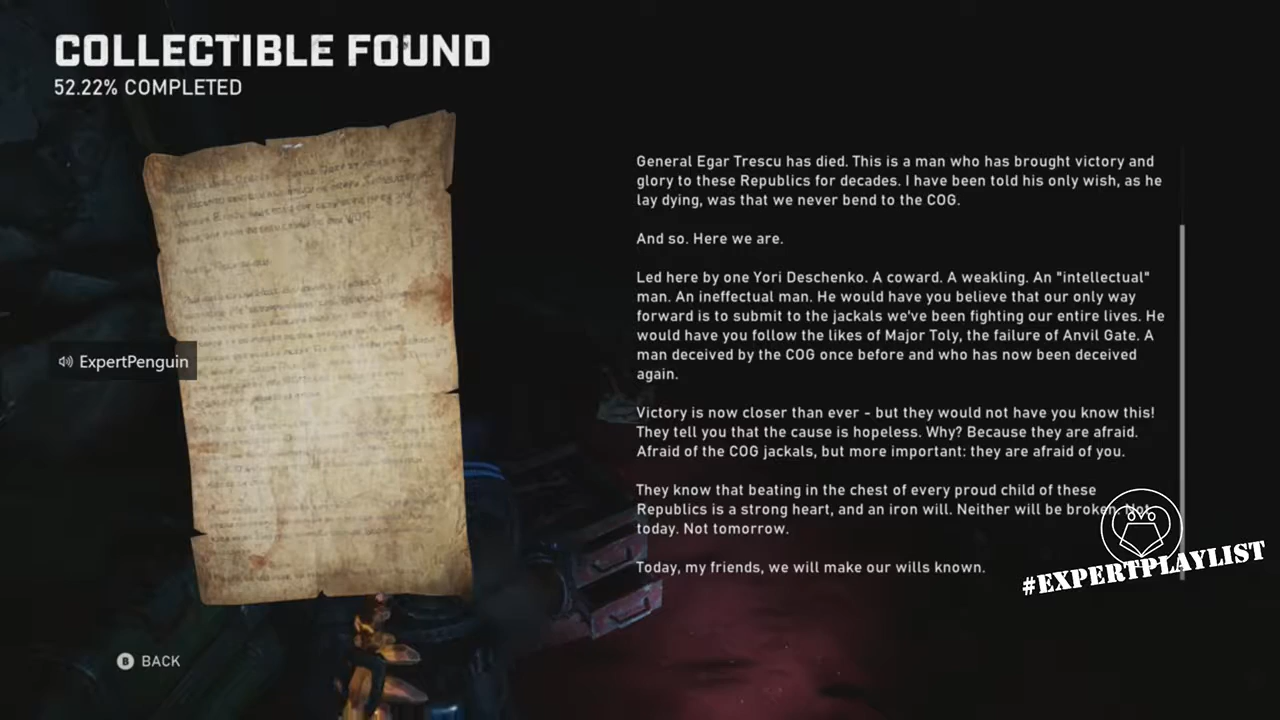 COLLECTIBLE FOUND
52.22% COMPLETED
General Egar Trescu has died. This is a man who has brought victory and
glory to these Republics for decades. I have been told his only wish, as he
lay dying, was that we never bend to the COG.
And so. Here we are.
Led here by one Yori Deschenko. A coward. A weakling. An "intellectual"
man. An ineffectual man. He would have you believe that our only way
forward is to submit to the jackals we've been fighting our entire lives. He
would have you follow the likes of Major Toly, the failure of Anvil Gate. A
man deceived by the COG once before and who has now been deceived
again.
Victory is now closer than ever - but they would not have you know this!
They tell you that the cause is hopeless. Why? Because they are afraid.
Afraid of the COG jackals, but more important: they are afraid of you.
They know that beating in the chest of every proud child of these
Republics is a strong heart, and an iron will. Neither will be broken. Not
today. Not tomorrow.
Today, my friends, we will make our wills known.
ExpertPenguin
#EXPERTPLAYLIST
B BACK